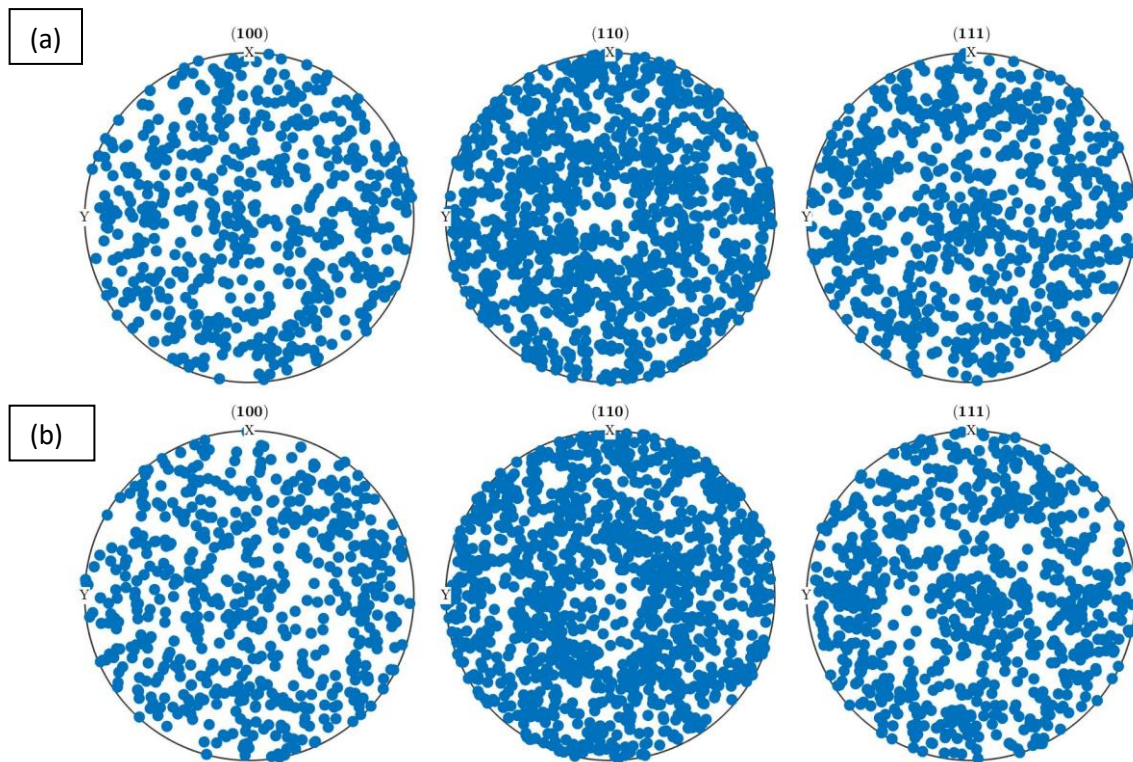 (a)
(100) (110) (111)
X X X
Y Y Y
(b)
(100) (110) (111)
X X X
Y Y Y